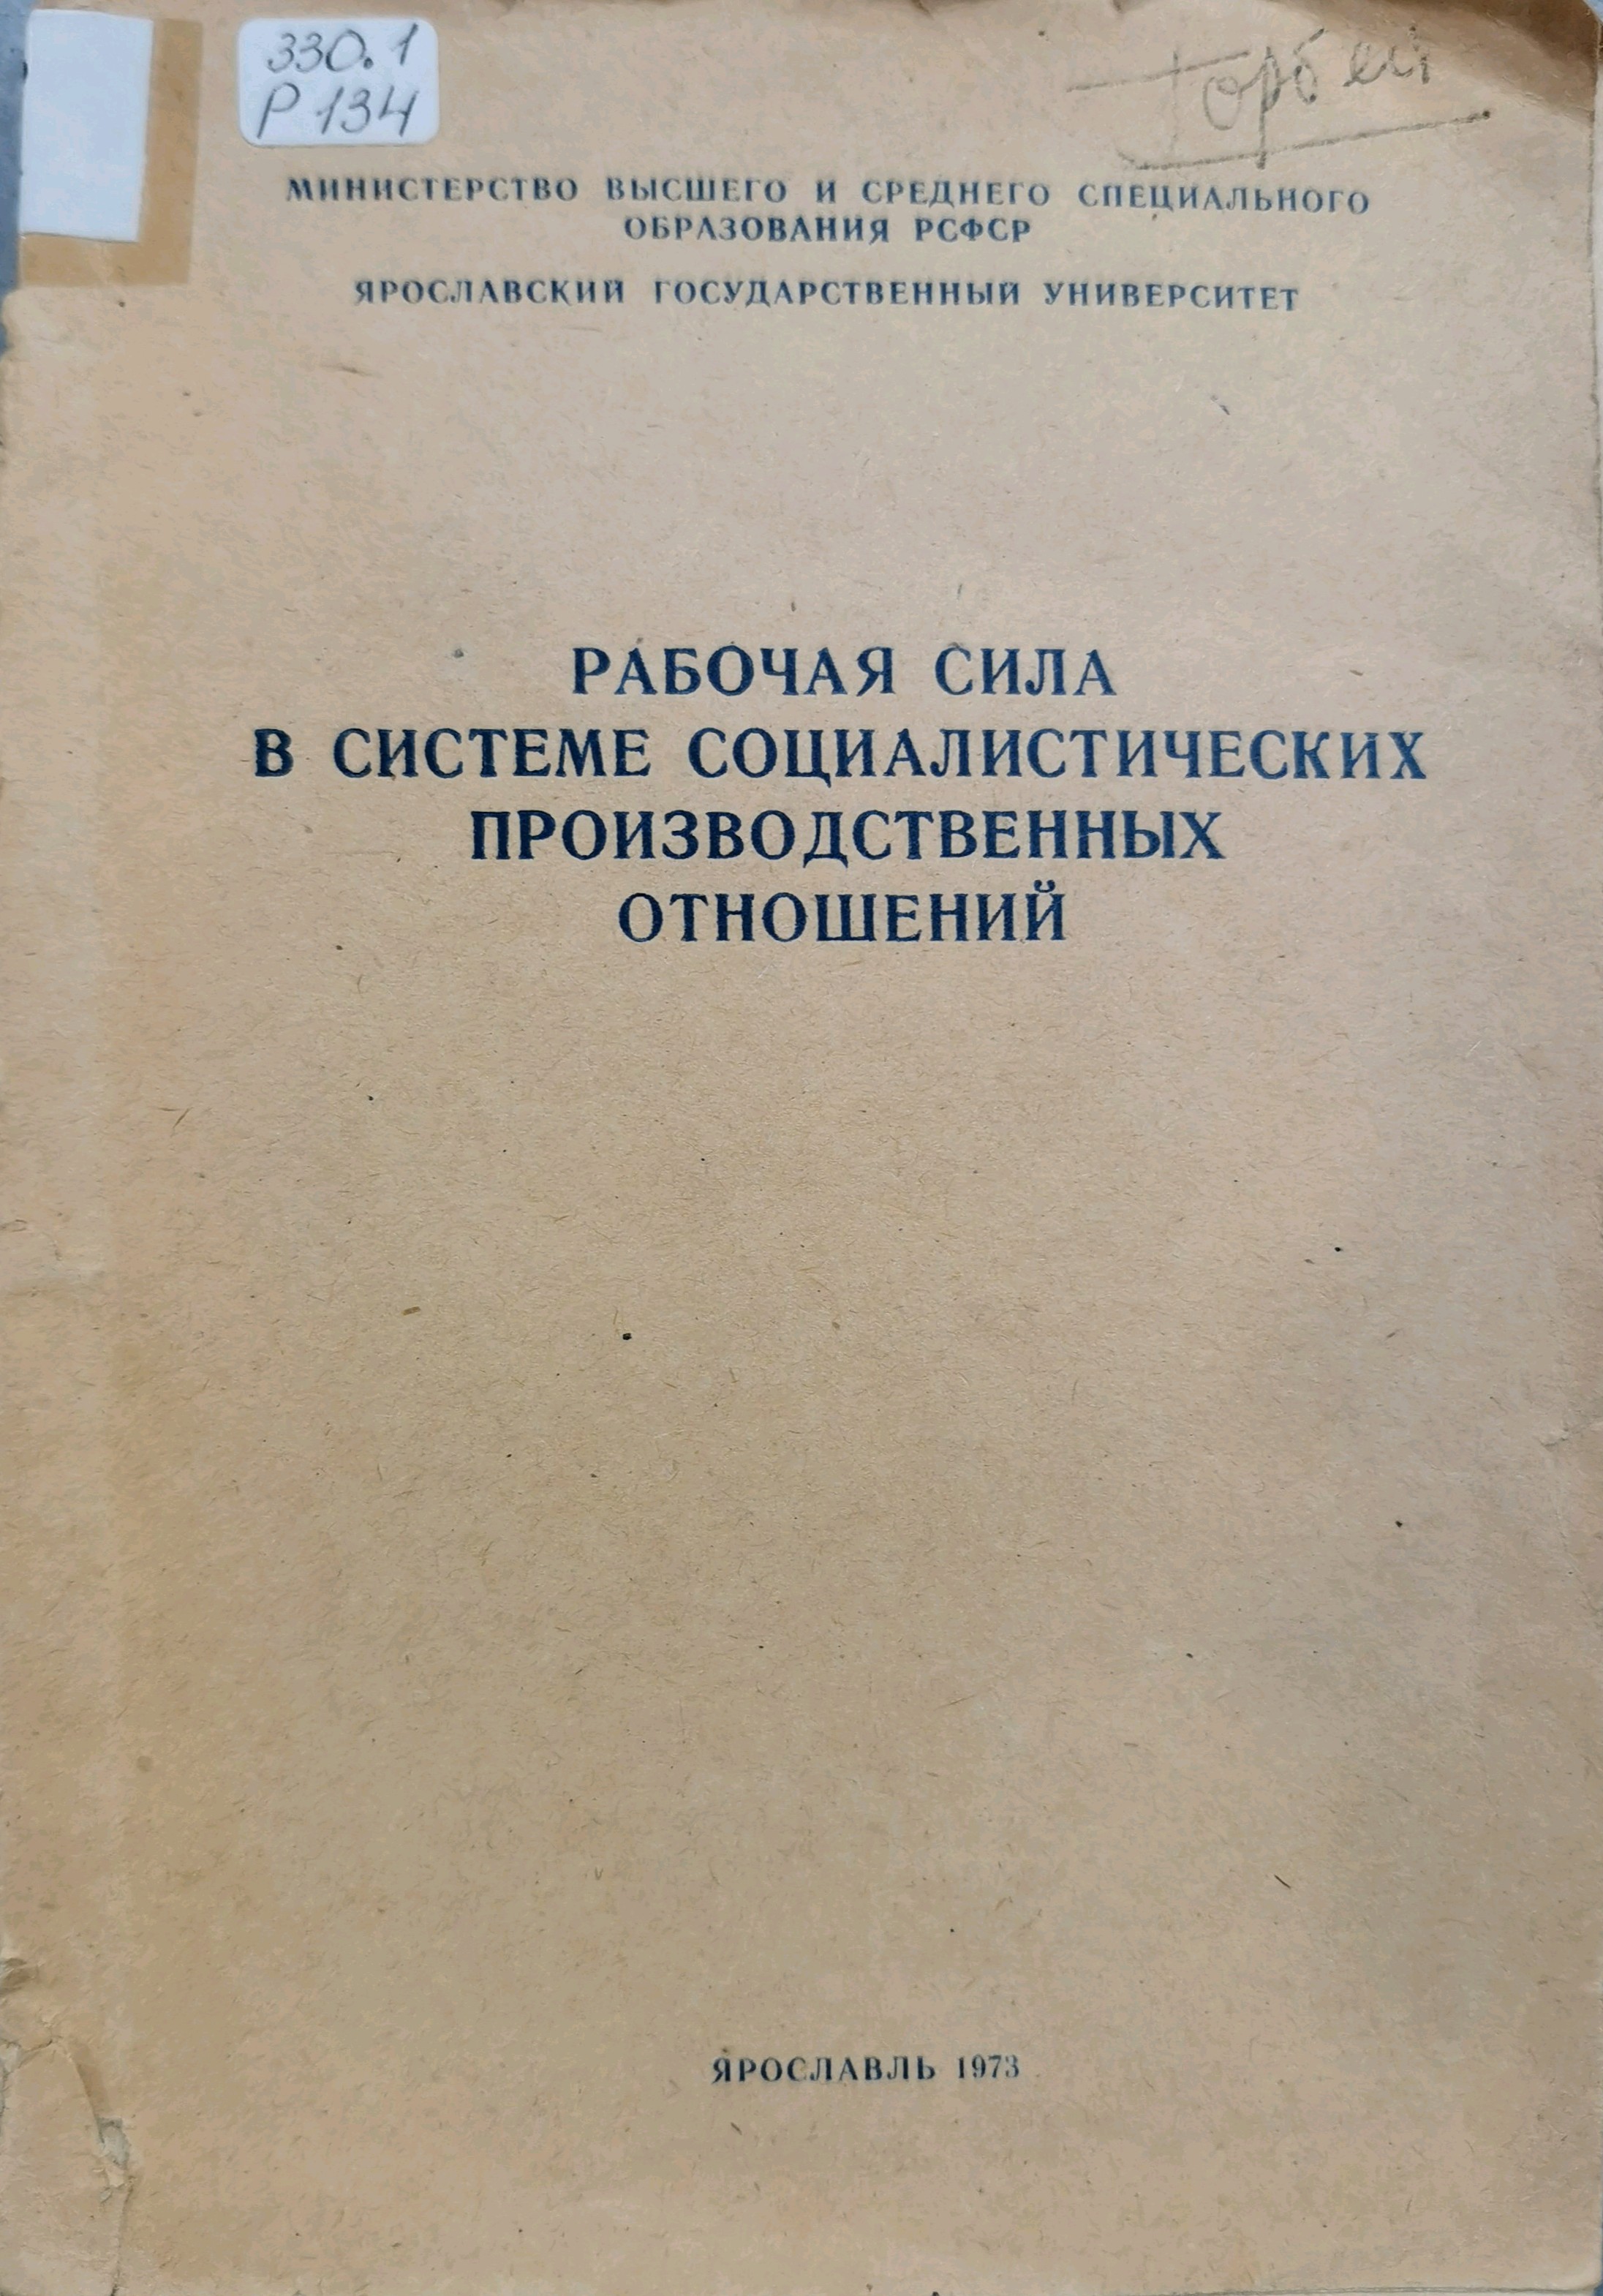 330.1
Р 134
МИНИСТЕРСТВО ВЫСШЕГО И СРЕДНЕГО СПЕЦИАЛЬНОГО
ОБРАЗОВАНИЯ РСФСР
ЯРОСЛАВСКИЙ ГОСУДАРСТВЕННЫЙ УНИВЕРСИТЕТ
РАБОЧАЯ СИЛА
В СИСТЕМЕ СОЦИАЛИСТИЧЕСКИХ
ПРОИЗВОДСТВЕННЫХ
ОТНОШЕНИЙ
ЯРОСЛАВЛЬ 1973